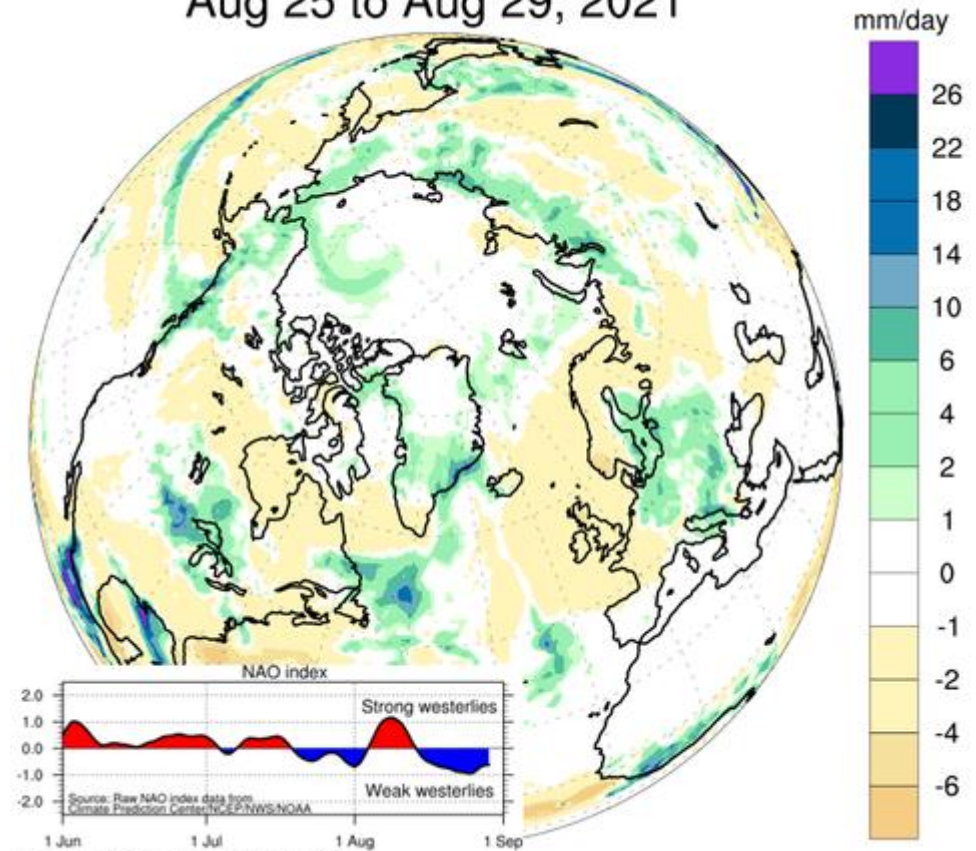 Aug 25 to Aug 29, 2021
mm/day
26
22
18
14
10
6
4
2
1
0
-1
-2
-4
-6
NAO index
2.0
1.0
0.0
-1.0
-2.0
Strong westerlies
Weak westerlies
Source: Raw NAO index data from
Climate Prediction Center/NCEP/NWS/NOAA
1 Jun
1 Jul
1 Aug
1 Sep